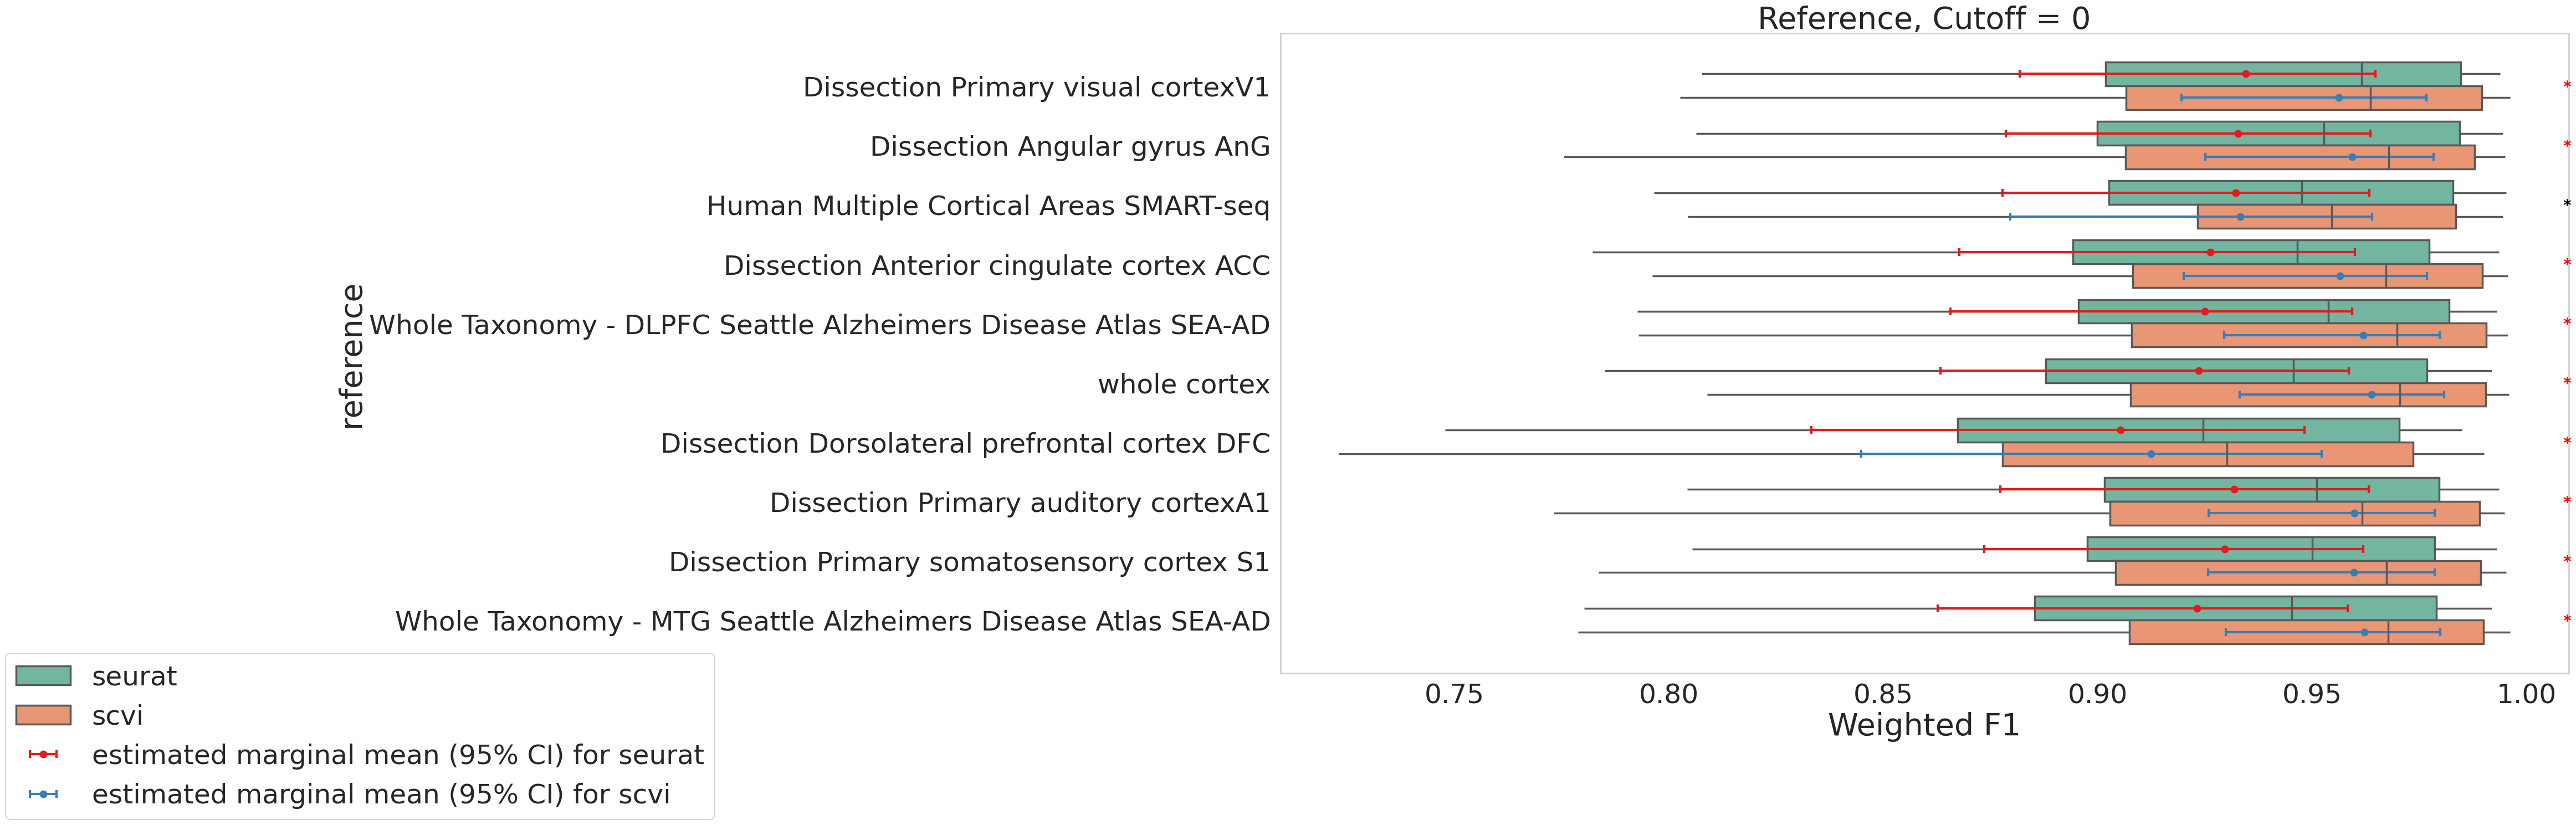 Reference, Cutoff = 0
Dissection Primary visual cortexV1
*
Dissection Angular gyrus AnG
*
Human Multiple Cortical Areas SMART-seq
*
Dissection Anterior cingulate cortex ACC
*
Whole Taxonomy - DLPFC Seattle Alzheimers Disease Atlas SEA-AD
*
whole cortex
*
Dissection Dorsolateral prefrontal cortex DFC
*
Dissection Primary auditory cortexA1
*
Dissection Primary somatosensory cortex S1
*
Whole Taxonomy - MTG Seattle Alzheimers Disease Atlas SEA-AD
*
reference
0.75 0.80 0.85 0.90 0.95 1.00
Weighted F1
seurat
scvi
estimated marginal mean (95% CI) for seurat
estimated marginal mean (95% CI) for scvi